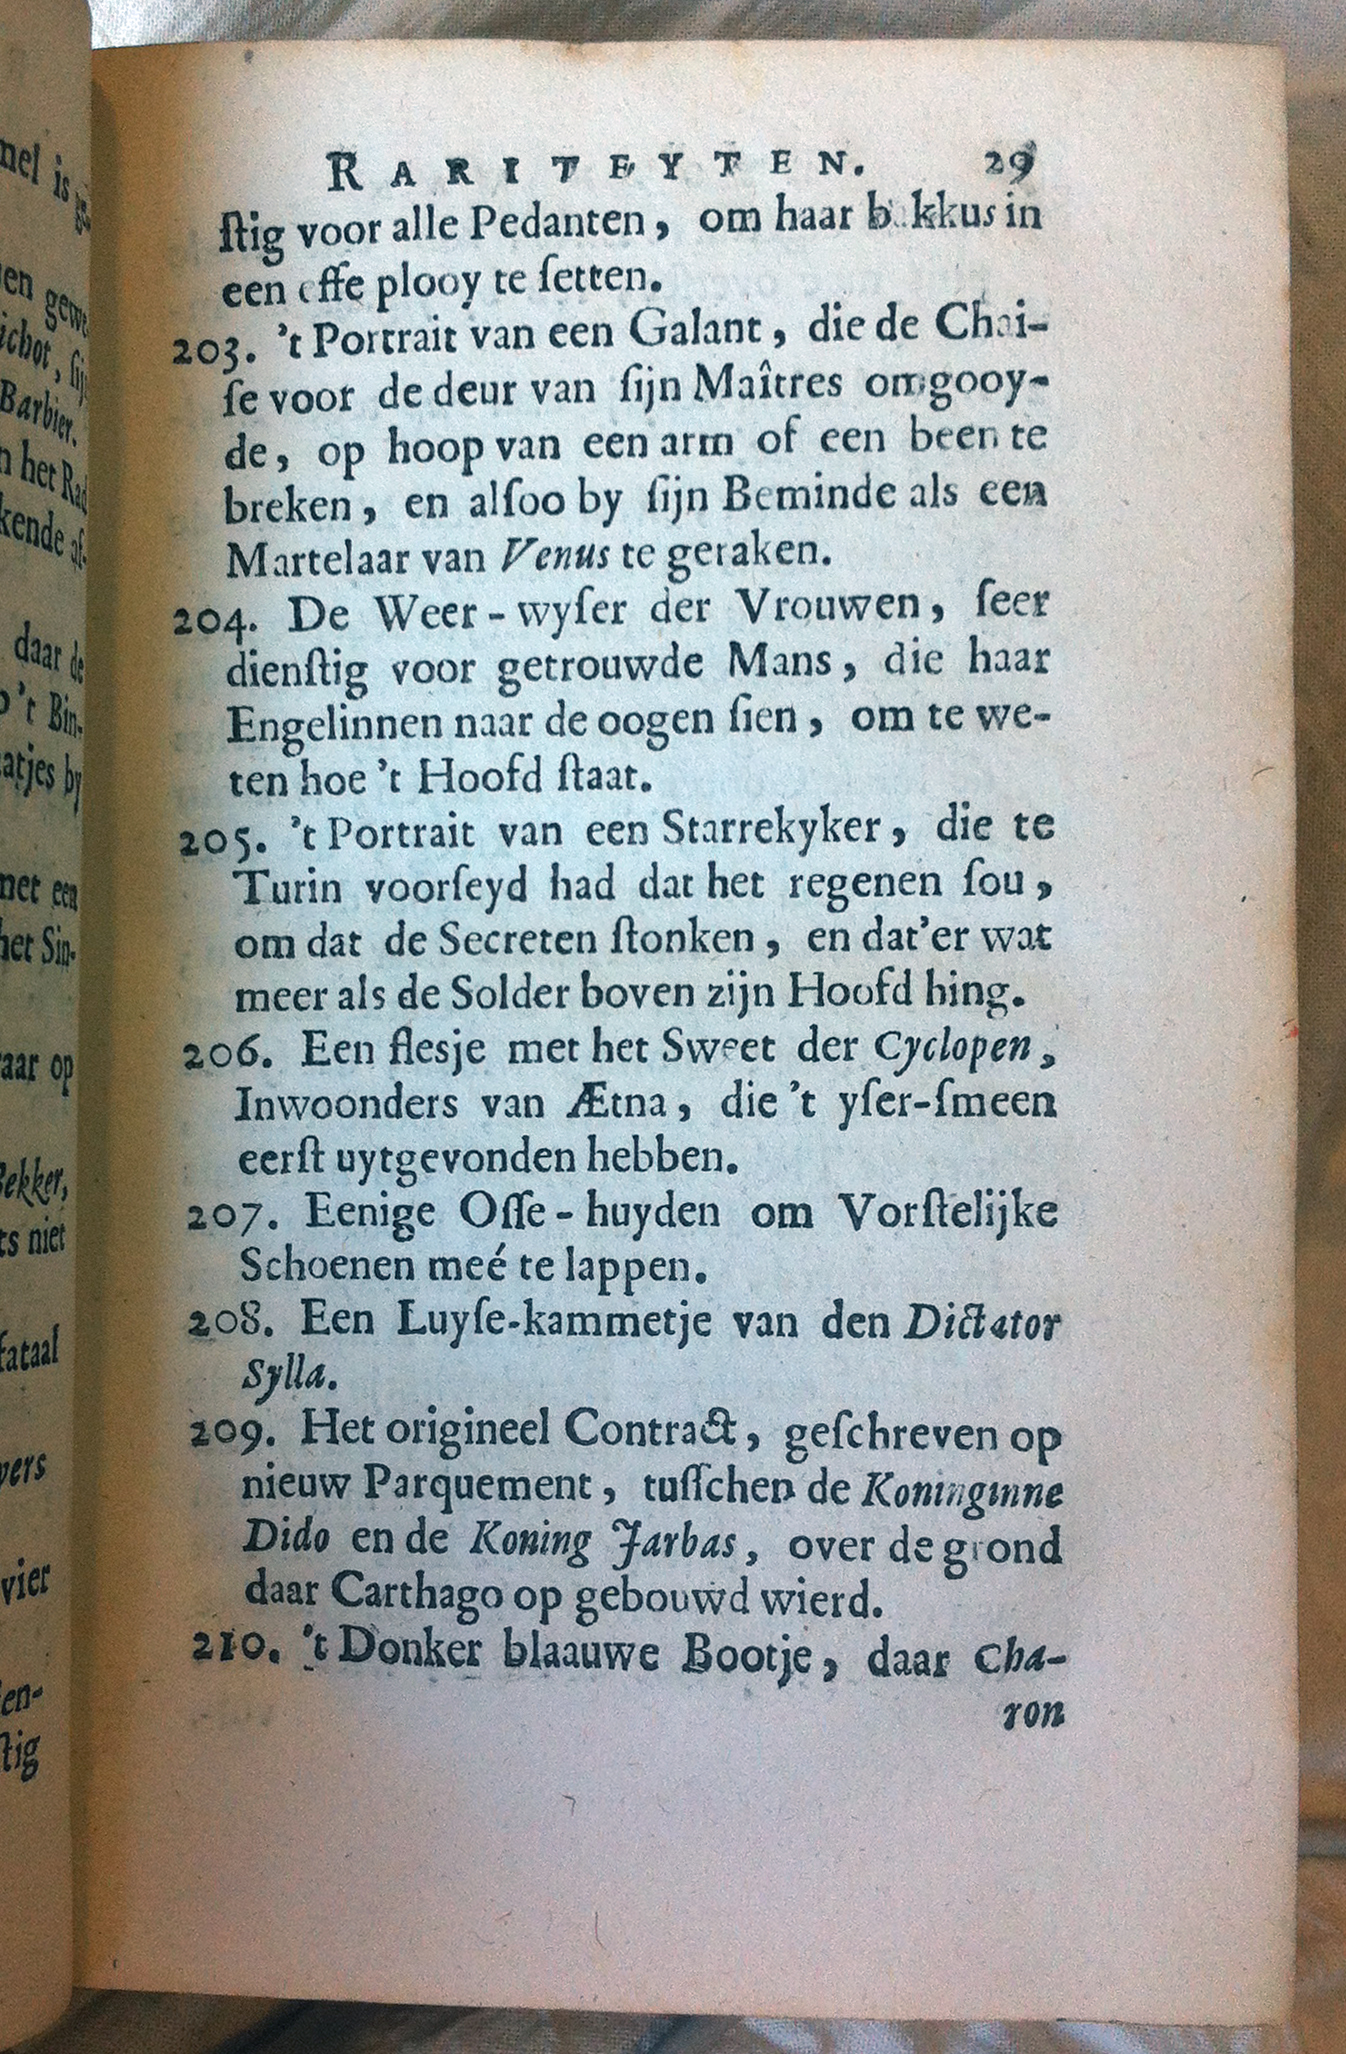 RARITEYTEN. 29
ſtig voor alle Pedanten, om haar bakkus in
een effe plooy te ſetten.
203. 't Portrait van een Galant, die de Chai-
ſe voor de deur van ſijn Maîtres omgooy-
de, op hoop van een arm of een been te
breken, en alſoo by ſijn Beminde als een
Martelaar van Venus te geraken.
204. De Weer-wyſer der Vrouwen, ſeer
dienſtig voor getrouwde Mans, die haar
Engelinnen naar de oogen ſien, om te we-
ten hoe 't Hoofd ſtaat.
205. 't Portrait van een Starrekyker, die te
Turin voorſeyd had dat het regenen ſou,
om dat de Secreten ſtonken, en dat'er wat
meer als de Solder boven zijn Hoofd hing.
206. Een flesje met het Sweet der Cyclopen,
Inwoonders van Ætna, die 't yſer-ſmeen
eerſt uytgevonden hebben.
207. Eenige Oſſe-huyden om Vorſtelijke
Schoenen meé te lappen.
208. Een Luyſe-kammetje van den Dictator
Sylla.
209. Het origineel Contract, geſchreven op
nieuw Parquement, tuſſchen de Koninginne
Dido en de Koning Jarbas, over de grond
daar Carthago op gebouwd wierd.
210. 't Donker blaauwe Bootje, daar Cha-
ron